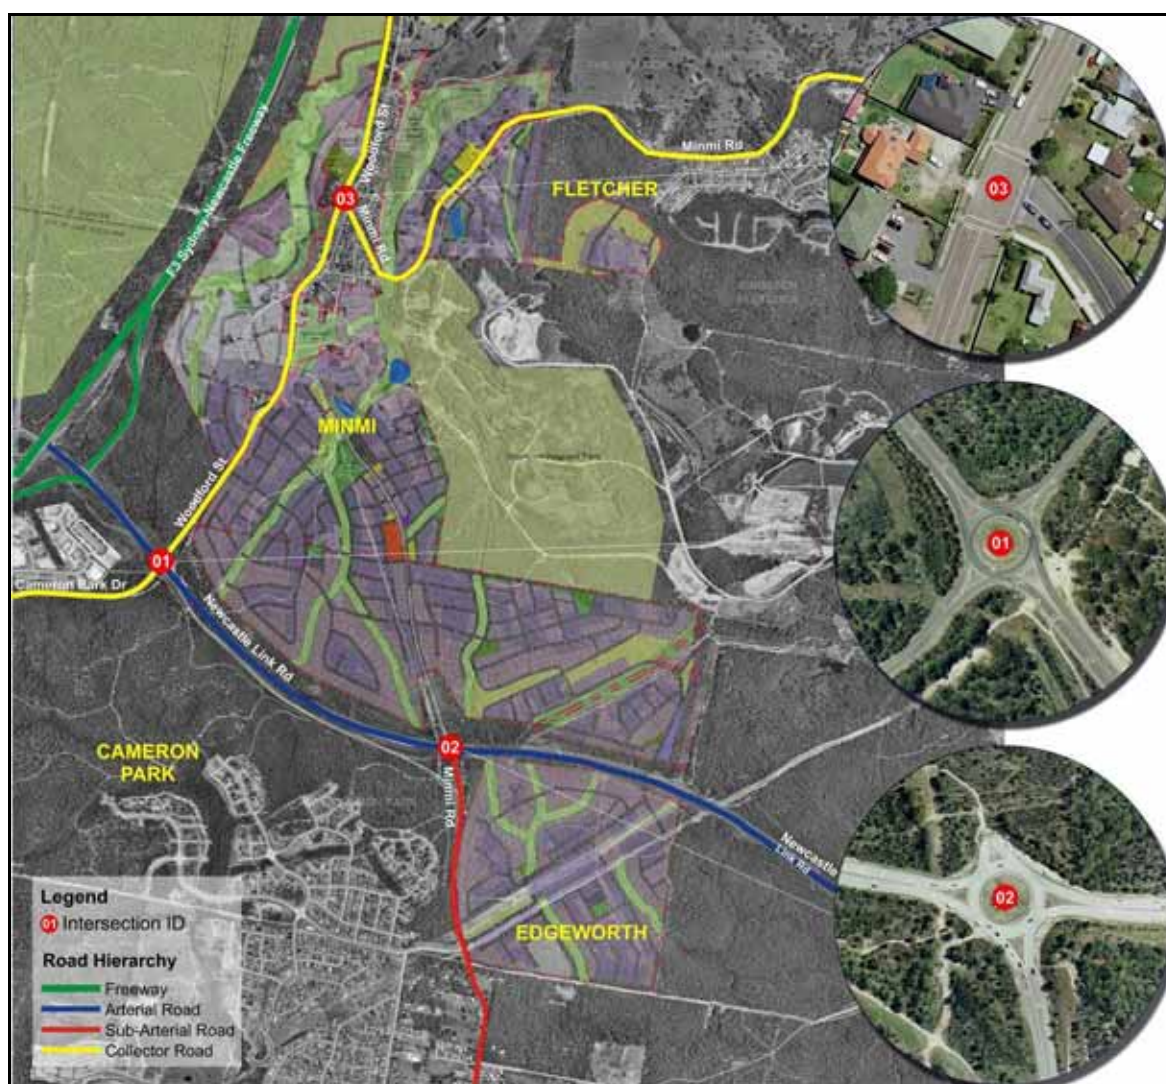 F3 Sydney-Newcastle Freeway
Woodford St
03
Minmi Rd
Minmi Rd
FLETCHER
03
MINMI
Woodford St
01
Cameron Park Dr
Newcastle Link Rd
01
CAMERON
PARK
02
Minmi Rd
Newcastle
Link Rd
02
EDGEWORTH
Legend
01 Intersection ID
Road Hierarchy
Freeway
Arterial Road
Sub-Arterial Road
Collector Road